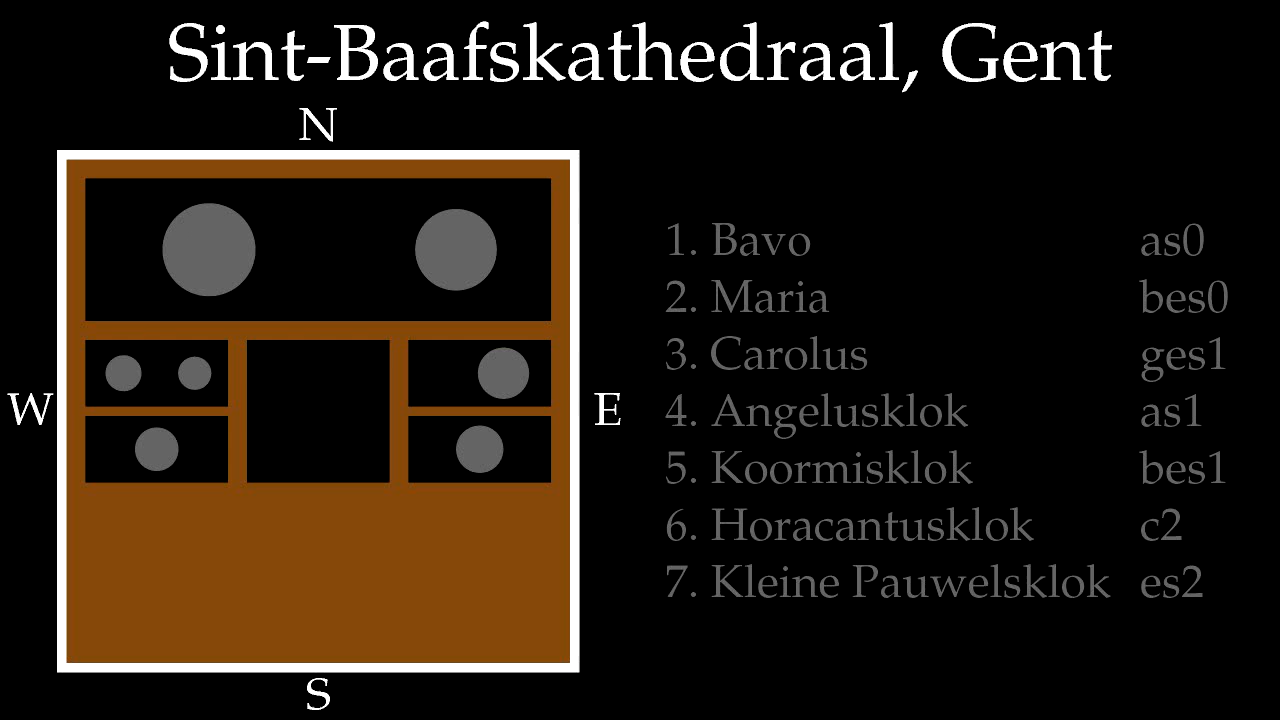 Sint-Baafskathedraal, Gent
N
W
E
S
1. Bavo as0
2. Maria bes0
3. Carolus ges1
4. Angelusklok as1
5. Koormisklok bes1
6. Horacantusklok c2
7. Kleine Pauwelsklok es2